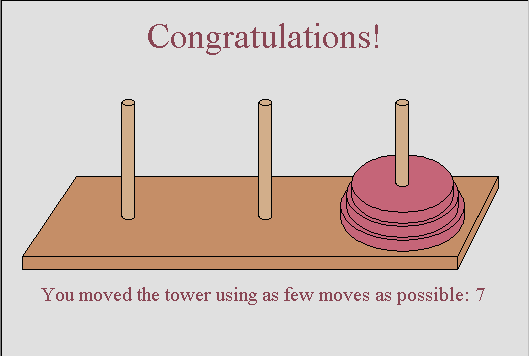 Congratulations!
You moved the tower using as few moves as possible: 7